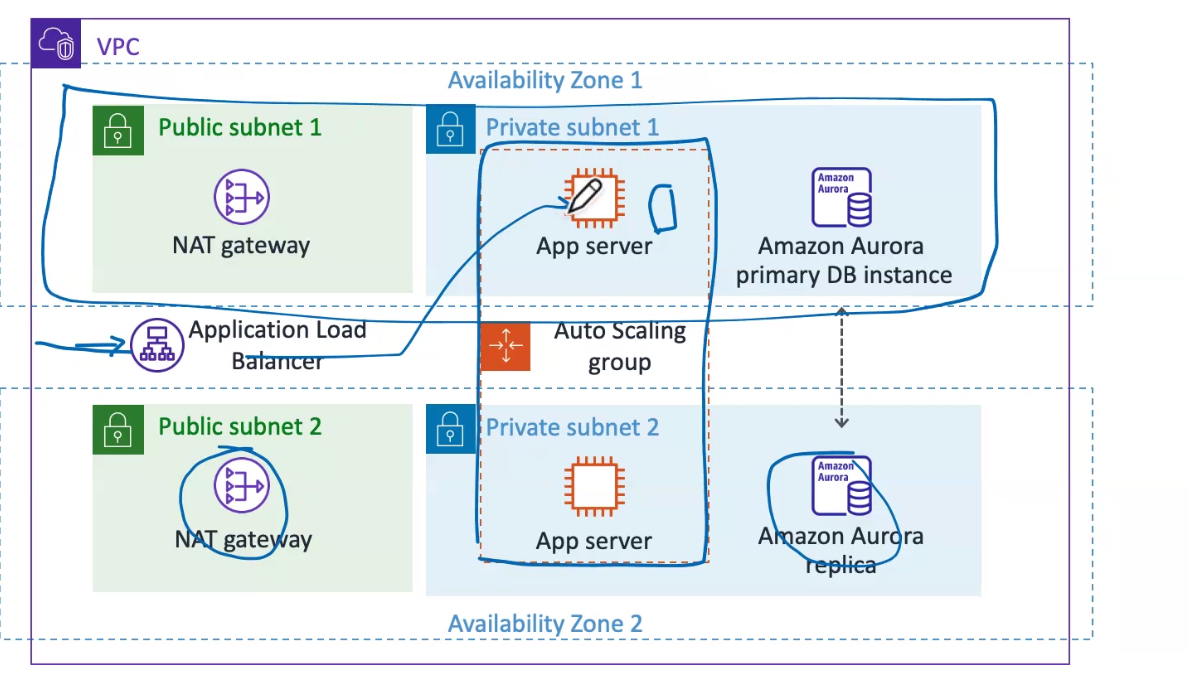 VPC
Availability Zone 1
Public subnet 1
Private subnet 1
Amazon
Aurora
NAT gateway
App server
Amazon Aurora
primary DB instance
Application Load
Balancer
Auto Scaling
group
Public subnet 2
Private subnet 2
Amazon
Aurora
NAT gateway
App server
Amazon Aurora
replica
Availability Zone 2